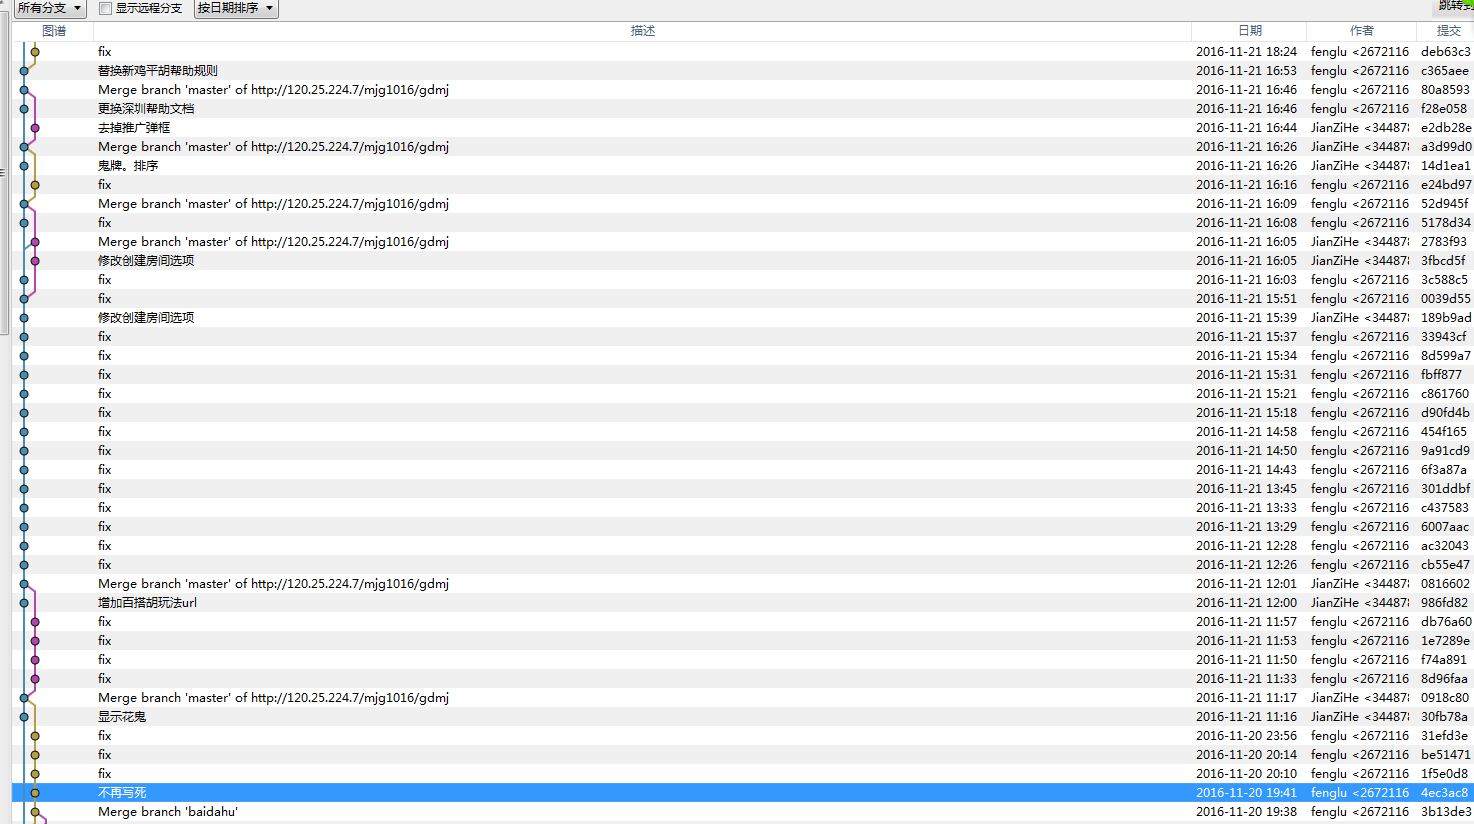 所有分支 显示远程分支 按日期排序 跳转到
图谱 描述 日期 作者 提交
fix 2016-11-21 18:24 fenglu <2672116 deb63c3
替换新鸡平胡帮助规则 2016-11-21 16:53 fenglu <2672116 c365aee
Merge branch 'master' of http://120.25.224.7/mjg1016/gdmj 2016-11-21 16:46 fenglu <2672116 80a8593
更换深圳帮助文档 2016-11-21 16:46 fenglu <2672116 f28e058
去掉推广弹框 2016-11-21 16:44 JianZiHe <34487 e2db28e
Merge branch 'master' of http://120.25.224.7/mjg1016/gdmj 2016-11-21 16:26 JianZiHe <34487 a3d99d0
鬼牌。排序 2016-11-21 16:26 JianZiHe <34487 14d1ea1
fix 2016-11-21 16:16 fenglu <2672116 e24bd97
Merge branch 'master' of http://120.25.224.7/mjg1016/gdmj 2016-11-21 16:09 fenglu <2672116 52d945f
fix 2016-11-21 16:08 fenglu <2672116 5178d34
Merge branch 'master' of http://120.25.224.7/mjg1016/gdmj 2016-11-21 16:05 JianZiHe <34487 2783f93
修改创建房间选项 2016-11-21 16:05 JianZiHe <34487 3fbcd5f
fix 2016-11-21 16:03 fenglu <2672116 3c588c5
fix 2016-11-21 15:51 fenglu <2672116 0039d55
修改创建房间选项 2016-11-21 15:39 JianZiHe <34487 189b9ad
fix 2016-11-21 15:37 fenglu <2672116 33943cf
fix 2016-11-21 15:34 fenglu <2672116 8d599a7
fix 2016-11-21 15:31 fenglu <2672116 fbff877
fix 2016-11-21 15:21 fenglu <2672116 c861760
fix 2016-11-21 15:18 fenglu <2672116 d90fd4b
fix 2016-11-21 14:58 fenglu <2672116 454f165
fix 2016-11-21 14:50 fenglu <2672116 9a91cd9
fix 2016-11-21 14:43 fenglu <2672116 6f3a87a
fix 2016-11-21 13:45 fenglu <2672116 301ddbf
fix 2016-11-21 13:33 fenglu <2672116 c437583
fix 2016-11-21 13:29 fenglu <2672116 6007aac
fix 2016-11-21 12:28 fenglu <2672116 ac32043
fix 2016-11-21 12:26 fenglu <2672116 cb55e47
Merge branch 'master' of http://120.25.224.7/mjg1016/gdmj 2016-11-21 12:01 JianZiHe <34487 0816602
增加百搭胡玩法url 2016-11-21 12:00 JianZiHe <34487 986fd82
fix 2016-11-21 11:57 fenglu <2672116 db76a60
fix 2016-11-21 11:53 fenglu <2672116 1e7289e
fix 2016-11-21 11:50 fenglu <2672116 f74a891
fix 2016-11-21 11:33 fenglu <2672116 8d96faa
Merge branch 'master' of http://120.25.224.7/mjg1016/gdmj 2016-11-21 11:17 JianZiHe <34487 0918c80
显示花鬼 2016-11-21 11:16 JianZiHe <34487 30fb78a
fix 2016-11-20 23:56 fenglu <2672116 31efd3e
fix 2016-11-20 20:14 fenglu <2672116 be51471
fix 2016-11-20 20:10 fenglu <2672116 1f5e0d8
不再写死 2016-11-20 19:41 fenglu <2672116 4ec3ac8
Merge branch 'baidahu' 2016-11-20 19:38 fenglu <2672116 3b13de3